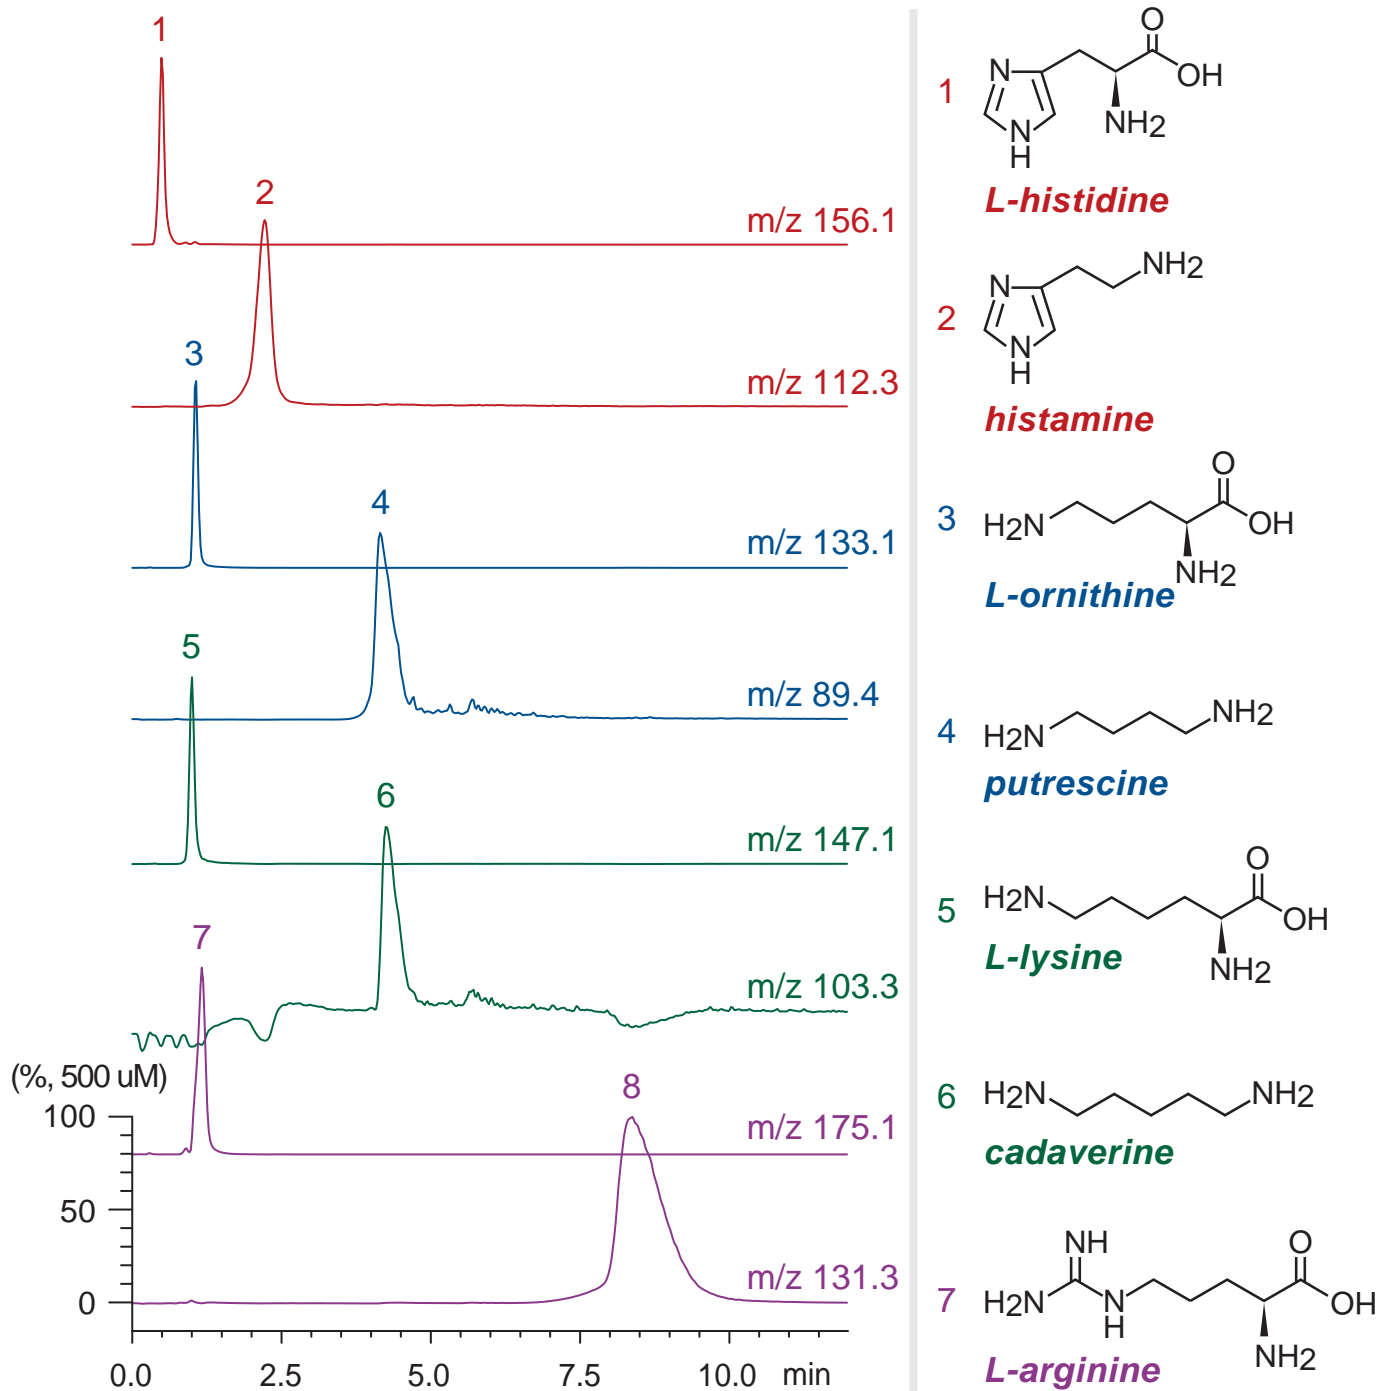 1
m/z 156.1
2
m/z 112.3
3
m/z 133.1
4
m/z 89.4
5
m/z 147.1
6
m/z 103.3
7
m/z 175.1
8
m/z 131.3
(%, 500 uM)
100
50
0
0.0 2.5 5.0 7.5 10.0 min
1
N
N
H
O
OH
NH2
L-histidine
2
N
N
H
NH2
histamine
3
H2N
O
OH
NH2
L-ornithine
4
H2N
NH2
putrescine
5
H2N
O
OH
NH2
L-lysine
6
H2N
NH2
cadaverine
7
NH
H2N
N
H
O
OH
NH2
L-arginine